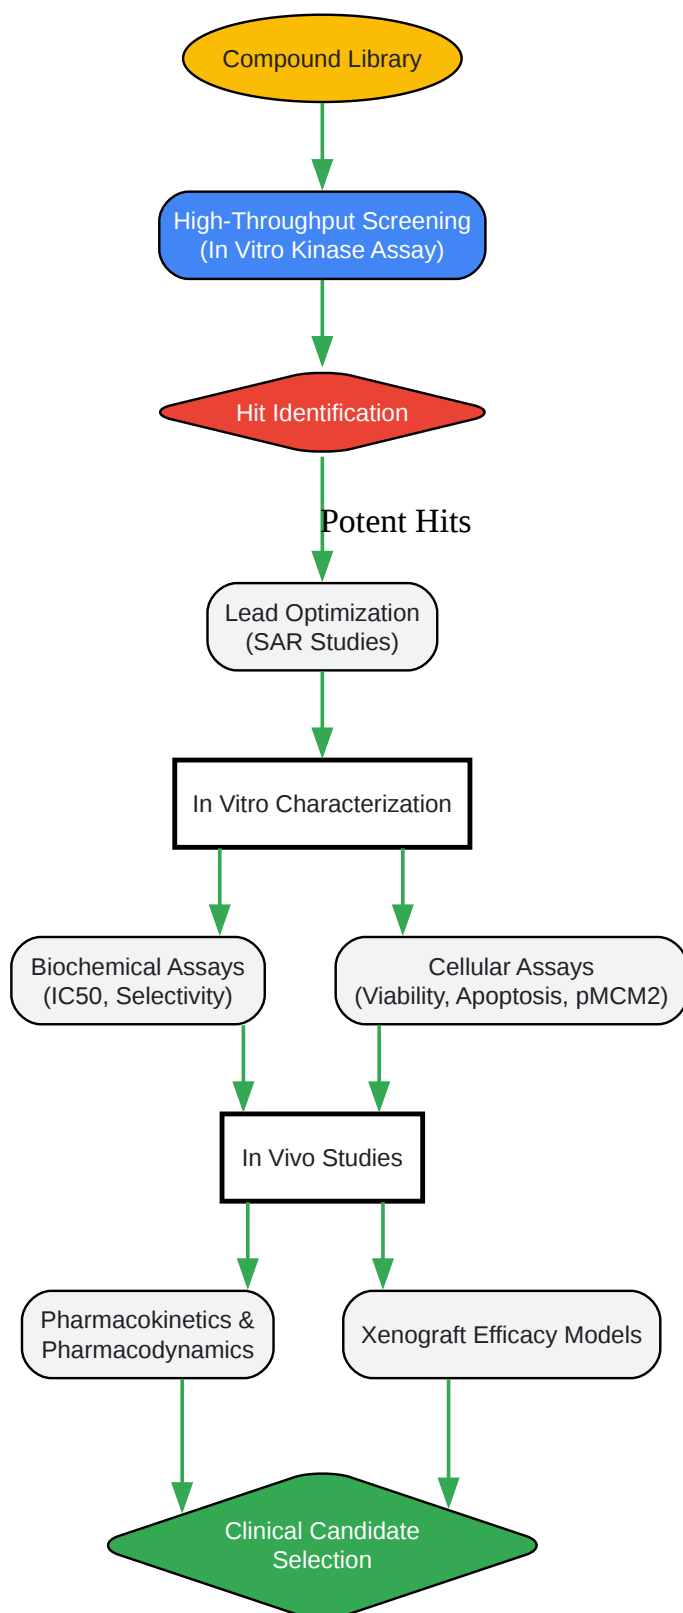 Compound Library
High-Throughput Screening
(In Vitro Kinase Assay)
Hit Identification
Potent Hits
Lead Optimization
(SAR Studies)
In Vitro Characterization
Biochemical Assays
(IC50, Selectivity)
Cellular Assays
(Viability, Apoptosis, pMCM2)
In Vivo Studies
Pharmacokinetics &
Pharmacodynamics
Xenograft Efficacy Models
Clinical Candidate
Selection